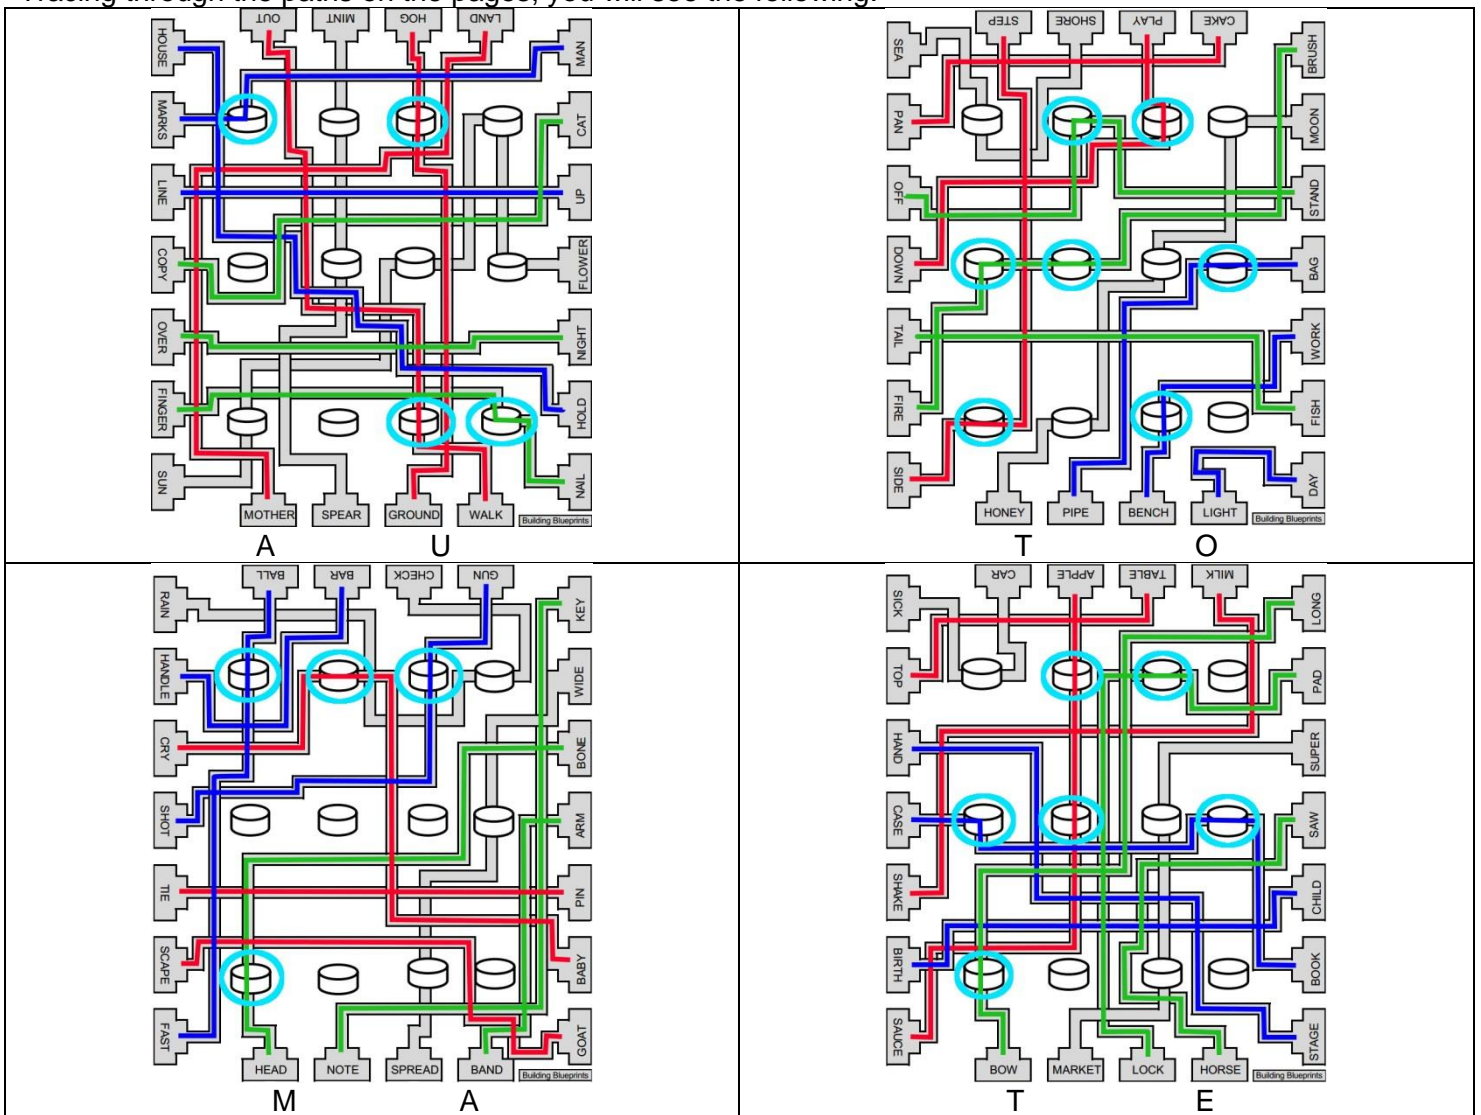 Tracing through the paths on the pages, you will see the following:
OUT MINT HOG LAND
HOUSE MAN
MARKS CAT
LINE UP
COPY FLOWER
OVER NIGHT
FINGER HOLD
SUN NAIL
MOTHER SPEAR GROUND WALK
Building Blueprints
A U
STEP SHORE PLAY CAKE
SEA BRUSH
PAN MOON
OFF STAND
DOWN BAG
TAIL WORK
FIRE FISH
SIDE DAY
HONEY PIPE BENCH LIGHT
Building Blueprints
T O
BALL BAR CHECK GUN
RAIN KEY
HANDLE WIDE
CRY BONE
SHOT ARM
TIE PIN
SCAPE BABY
FAST GOAT
HEAD NOTE SPREAD BAND
Building Blueprints
M A
CAR APPLE TABLE MILK
SICK LONG
TOP PAD
HAND SUPER
CASE SAW
SHAKE CHILD
BIRTH BOOK
SAUCE STAGE
BOW MARKET LOCK HORSE
Building Blueprints
T E